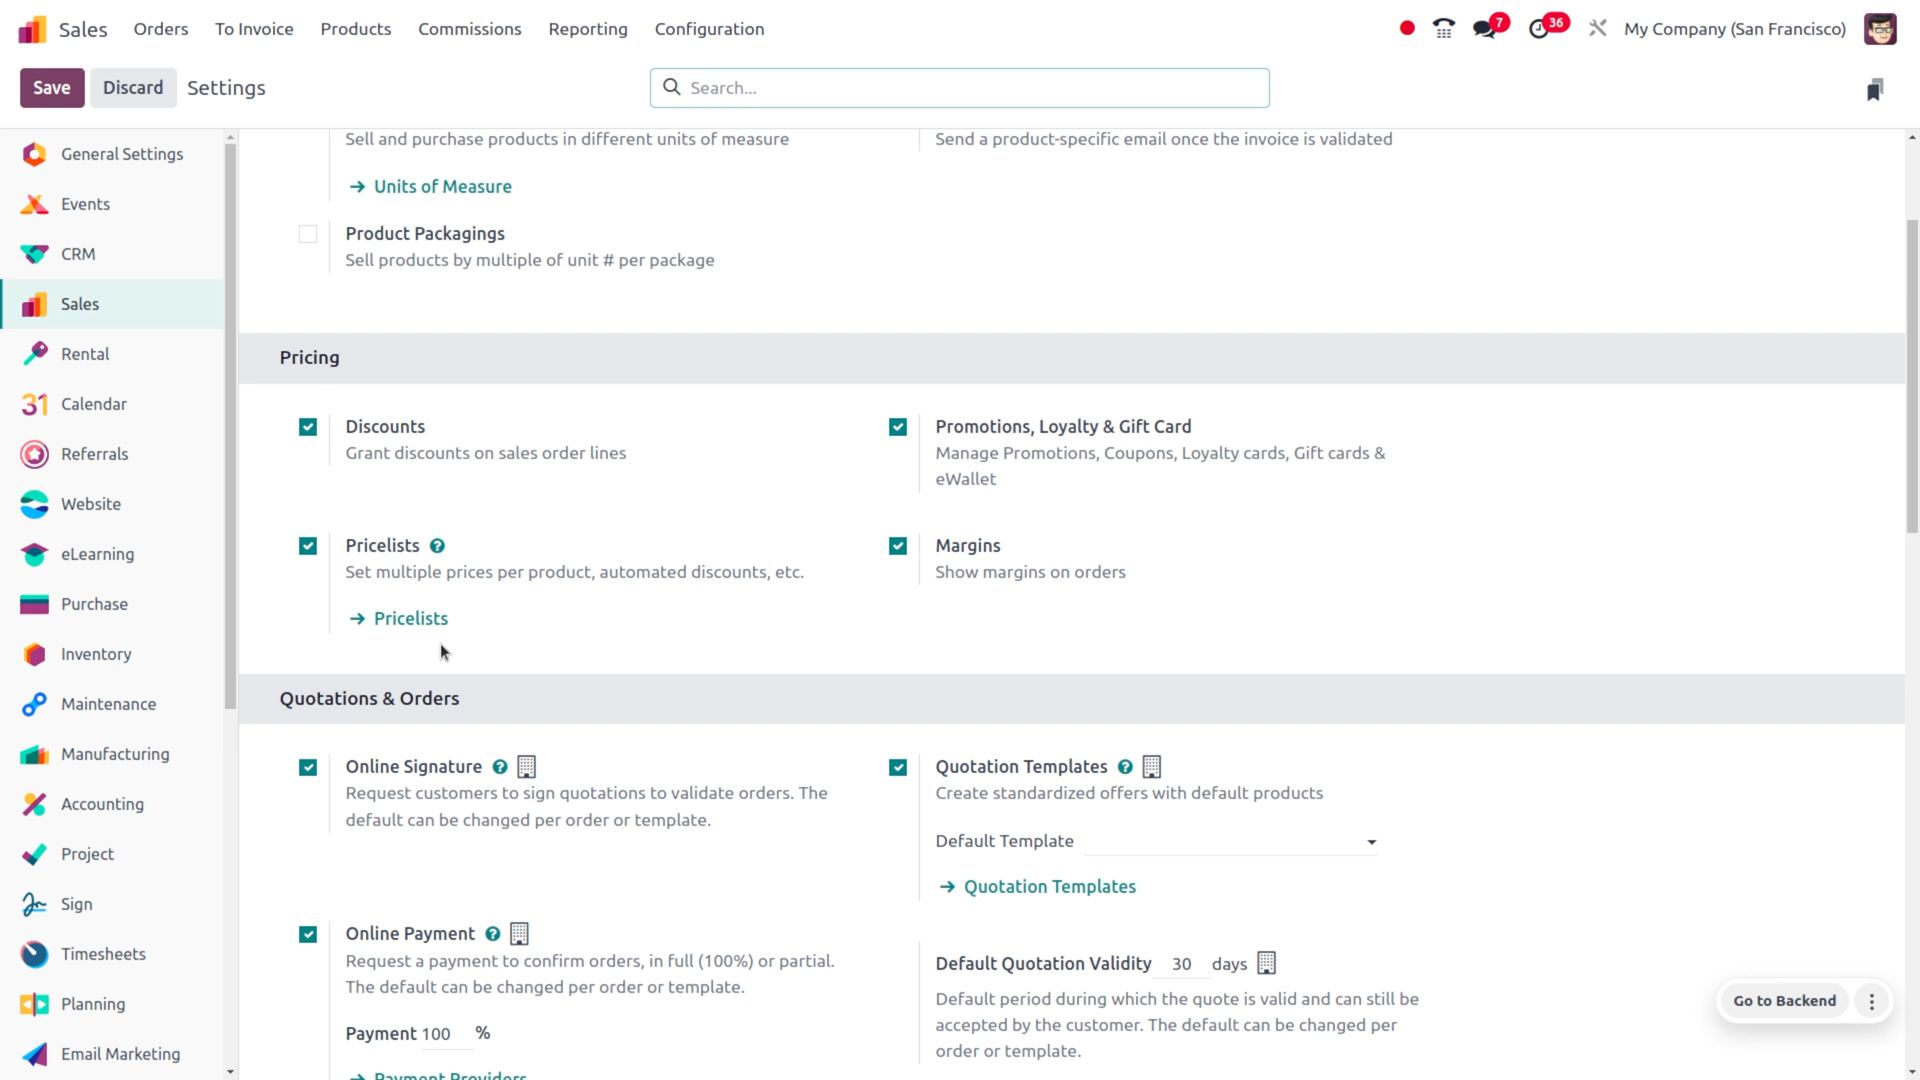 Sales
Orders
To Invoice
Products
Commissions
Reporting
Configuration
7
36
My Company (San Francisco)
Save
Discard
Settings
Search...
General Settings
Events
CRM
Sales
Rental
31 Calendar
Referrals
Website
eLearning
Purchase
Inventory
Maintenance
Manufacturing
Accounting
Project
Sign
Timesheets
Planning
Email Marketing
Sell and purchase products in different units of measure
→ Units of Measure
Send a product-specific email once the invoice is validated
Product Packagings
Sell products by multiple of unit # per package
Pricing
Discounts
Grant discounts on sales order lines
Promotions, Loyalty & Gift Card
Manage Promotions, Coupons, Loyalty cards, Gift cards &
eWallet
Pricelists ?
Set multiple prices per product, automated discounts, etc.
→ Pricelists
Margins
Show margins on orders
Quotations & Orders
Online Signature ?
Request customers to sign quotations to validate orders. The
default can be changed per order or template.
Quotation Templates ?
Create standardized offers with default products
Default Template
→ Quotation Templates
Online Payment ?
Request a payment to confirm orders, in full (100%) or partial.
The default can be changed per order or template.
Payment 100 %
→ Payment Providers
Default Quotation Validity 30 days
Default period during which the quote is valid and can still be
accepted by the customer. The default can be changed per
order or template.
Go to Backend